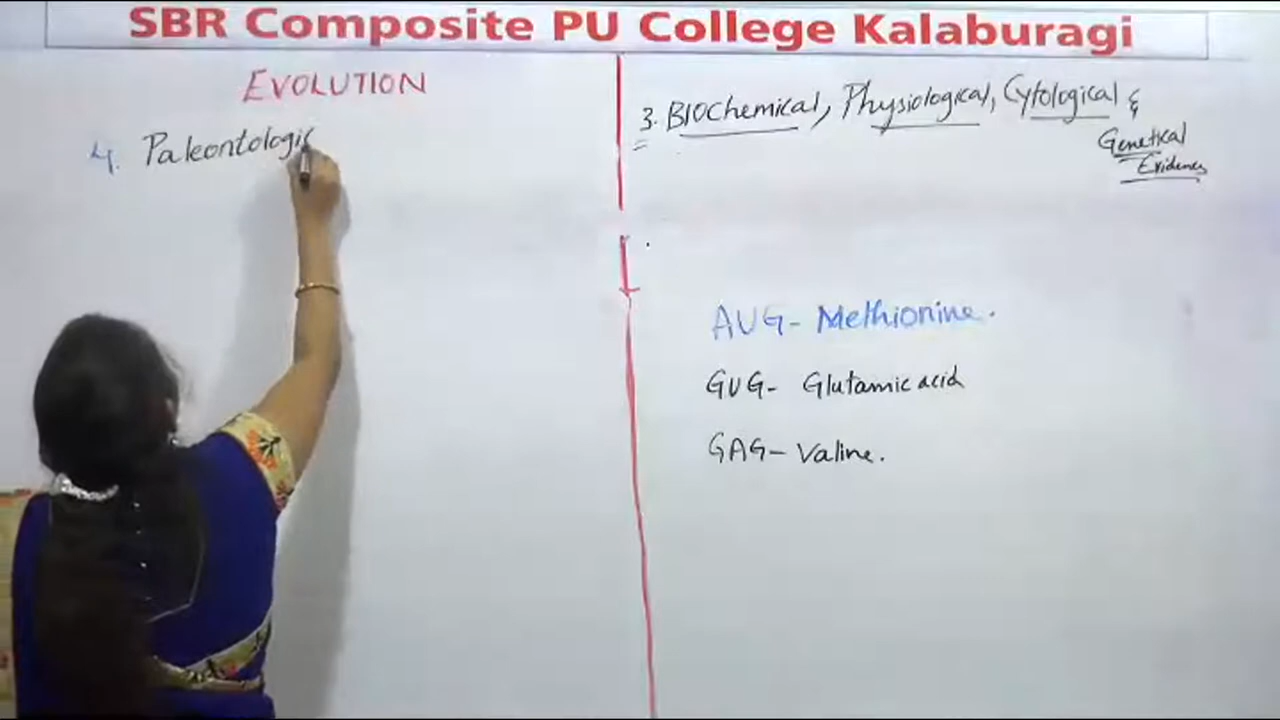 SBR Composite PU College Kalaburagi
EVOLUTION
4. Paleontologic
3. BIOchemical, Physiological, Cytological &
Genetical
Evidences
AUG- Methionine.
GUG- Glutamic acid
GAG- Valine.